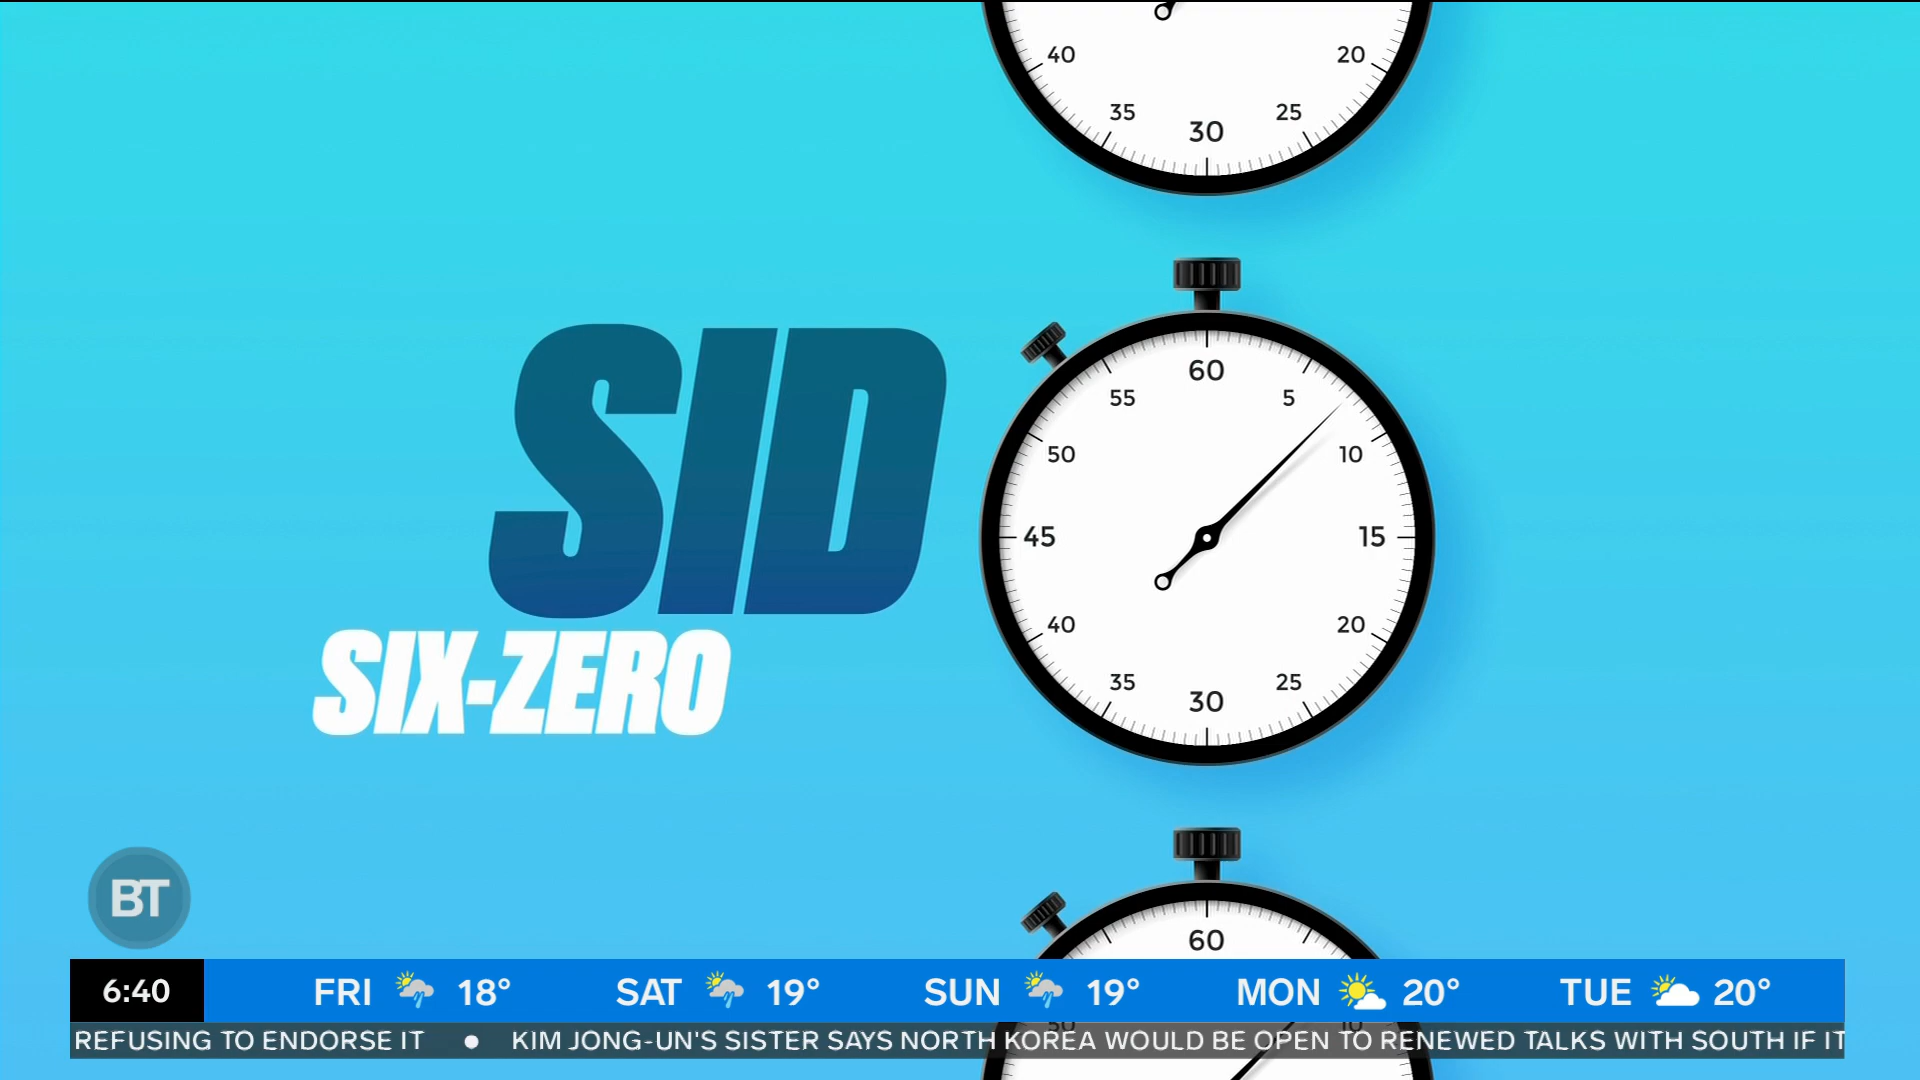 40 20
35 25
30
60
55 5
50 10
45 15
40 20
35 25
30
SID
SIX-ZERO
60
50 10
BT
6:40 FRI 18° SAT 19° SUN 19° MON 20° TUE 20°
REFUSING TO ENDORSE IT ● KIM JONG-UN'S SISTER SAYS NORTH KOREA WOULD BE OPEN TO RENEWED TALKS WITH SOUTH IF IT